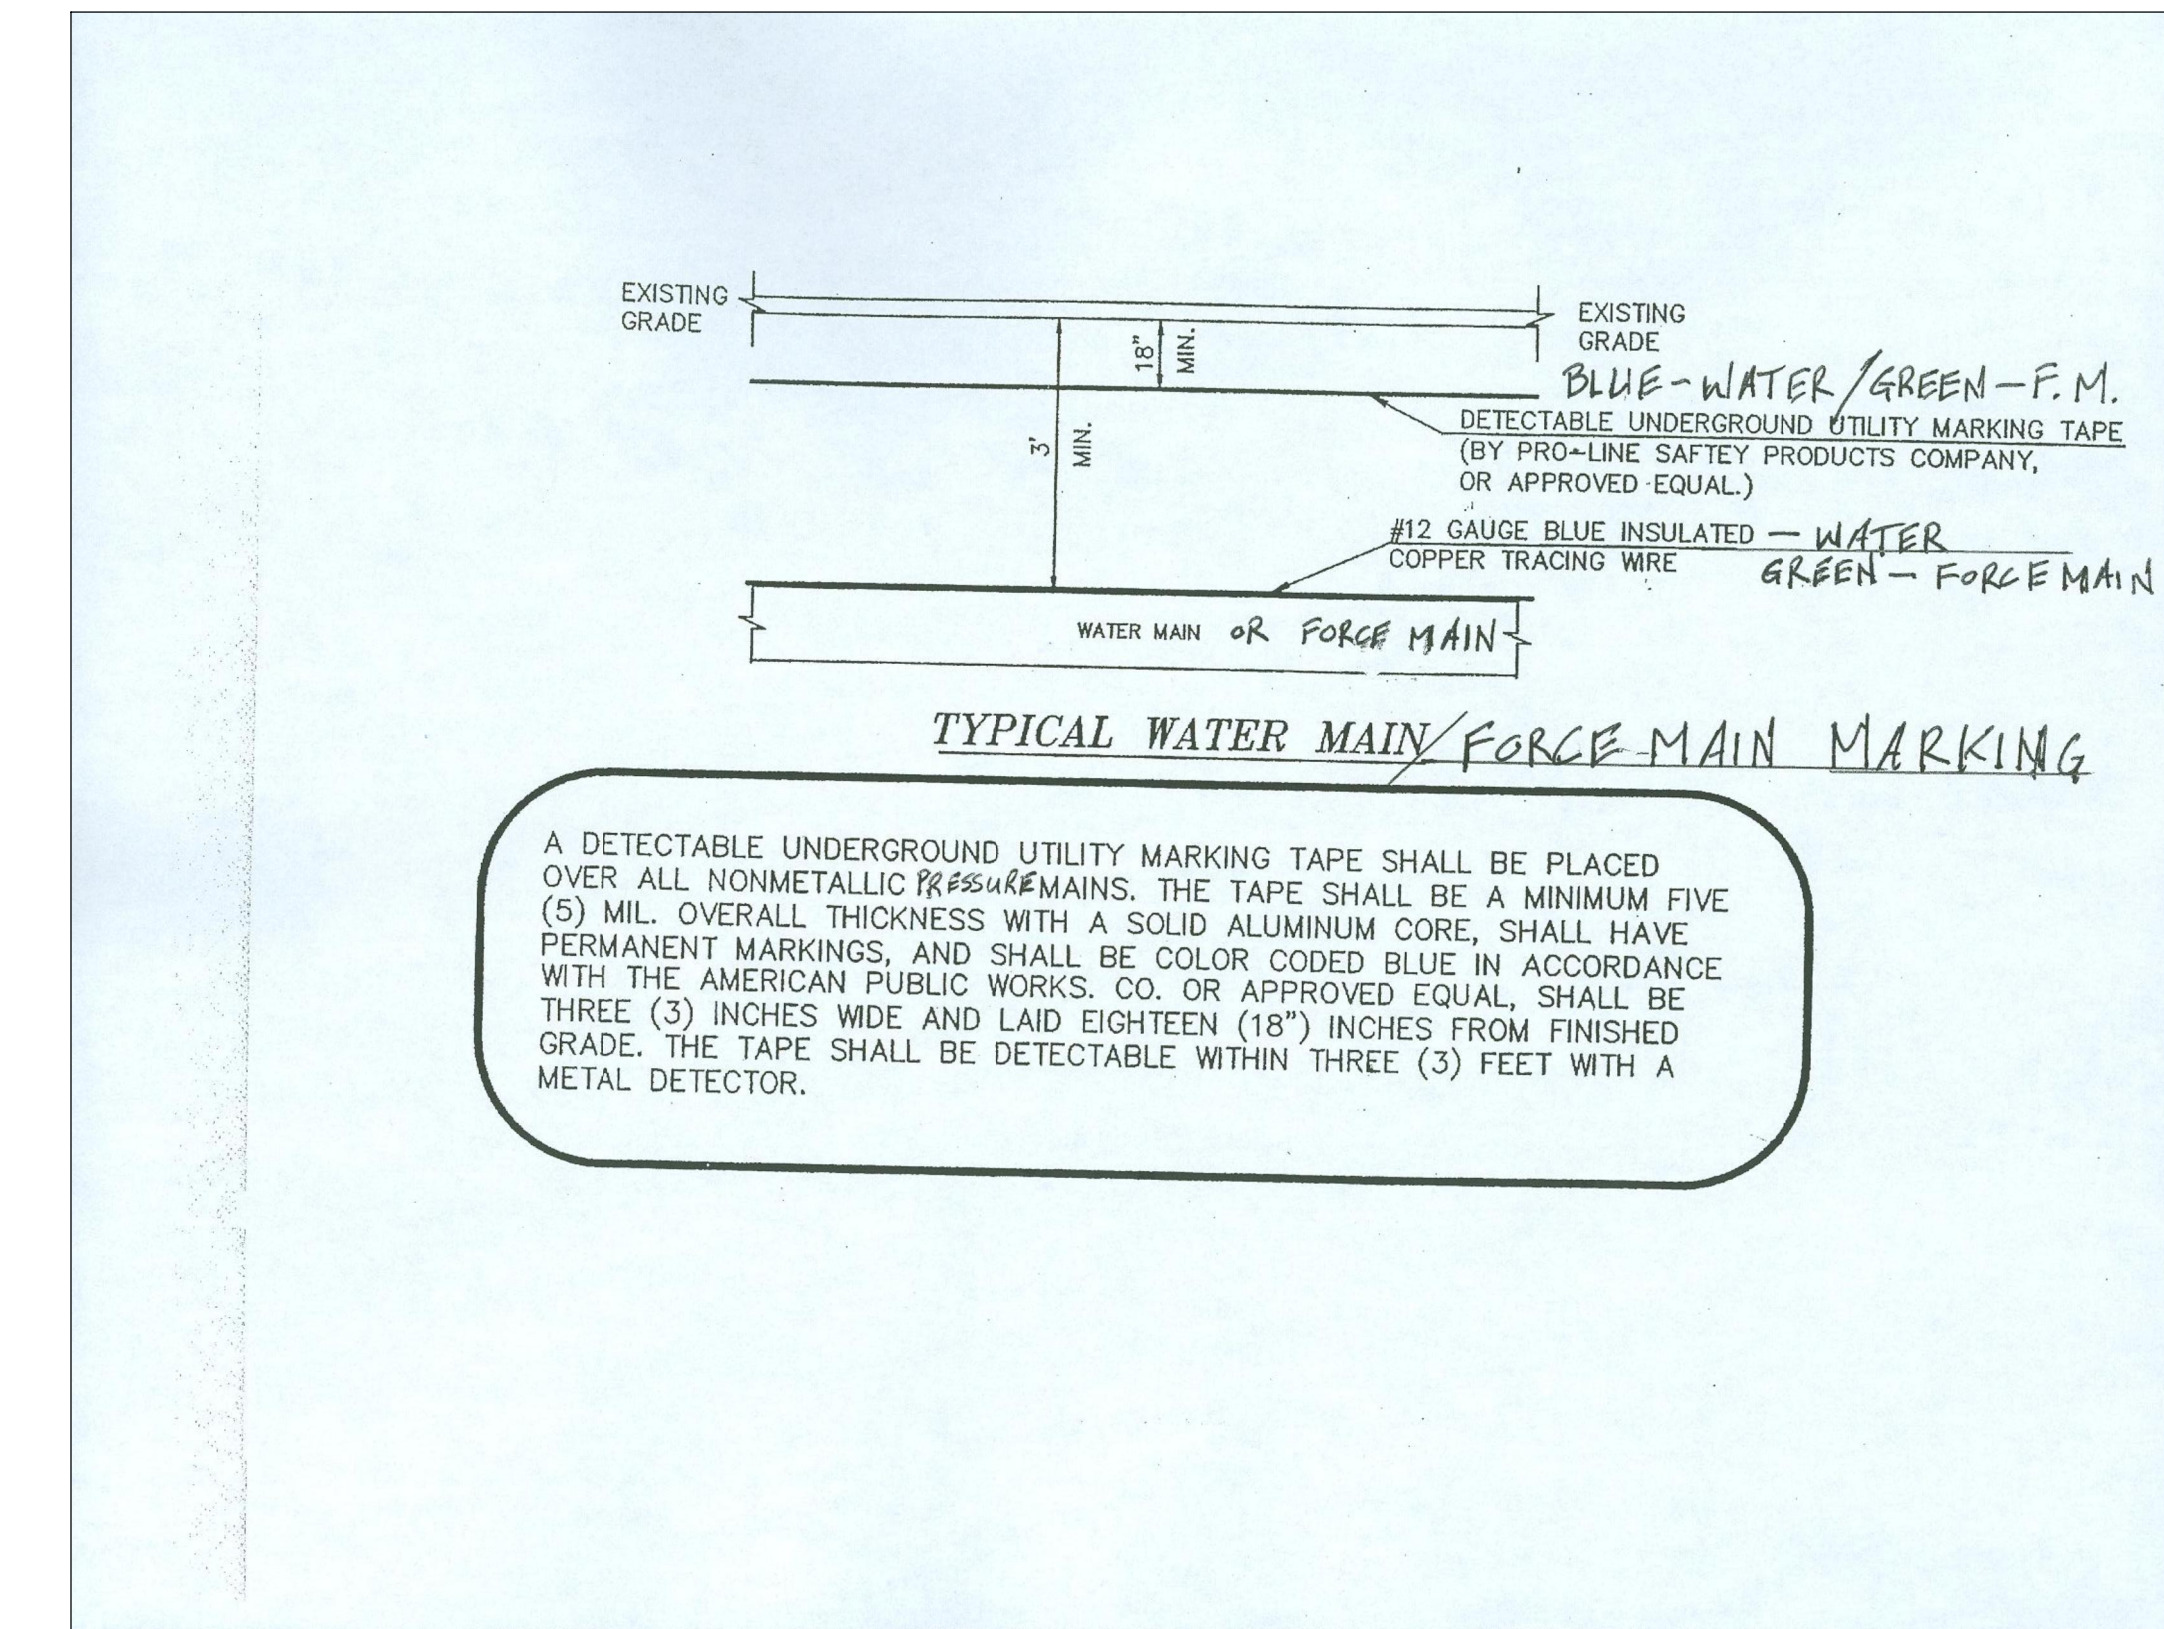 EXISTING
GRADE
EXISTING
GRADE
18"
MIN.
3'
MIN.
BLUE-WATER/GREEN-F.M.
DETECTABLE UNDERGROUND UTILITY MARKING TAPE
(BY PRO-LINE SAFTEY PRODUCTS COMPANY,
OR APPROVED EQUAL.)
#12 GAUGE BLUE INSULATED - WATER
COPPER TRACING WIRE GREEN - FORCE MAIN
WATER MAIN OR FORCE MAIN
TYPICAL WATER MAIN/FORCE MAIN MARKING
A DETECTABLE UNDERGROUND UTILITY MARKING TAPE SHALL BE PLACED
OVER ALL NONMETALLIC PRESSURE MAINS. THE TAPE SHALL BE A MINIMUM FIVE
(5) MIL. OVERALL THICKNESS WITH A SOLID ALUMINUM CORE, SHALL HAVE
PERMANENT MARKINGS, AND SHALL BE COLOR CODED BLUE IN ACCORDANCE
WITH THE AMERICAN PUBLIC WORKS. CO. OR APPROVED EQUAL, SHALL BE
THREE (3) INCHES WIDE AND LAID EIGHTEEN (18") INCHES FROM FINISHED
GRADE. THE TAPE SHALL BE DETECTABLE WITHIN THREE (3) FEET WITH A
METAL DETECTOR.